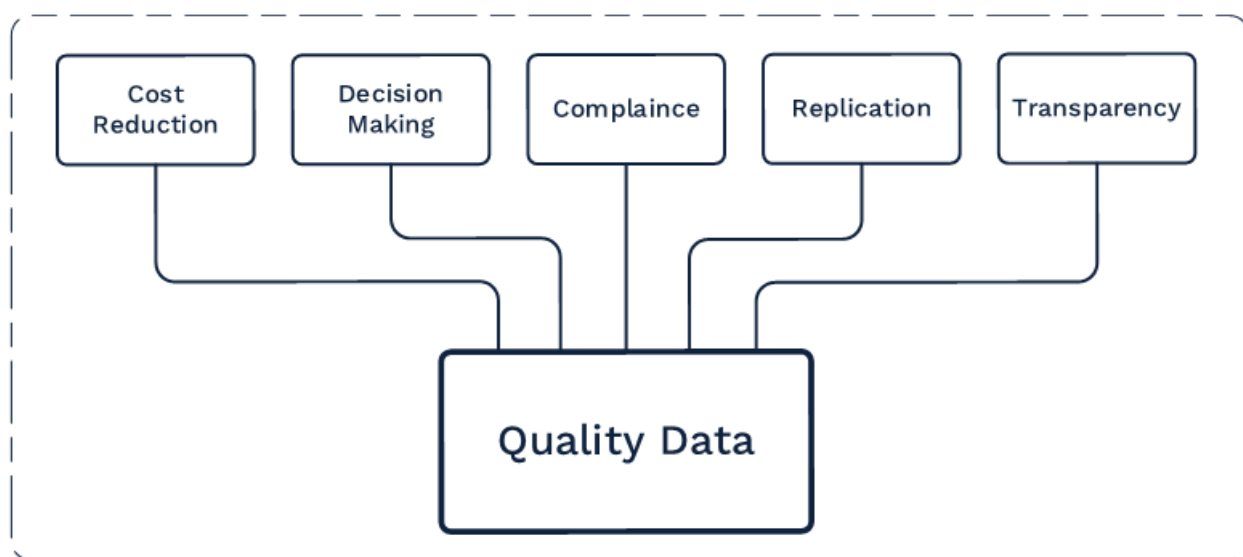 Cost
Reduction
Decision
Making
Complaince
Replication
Transparency
Quality Data